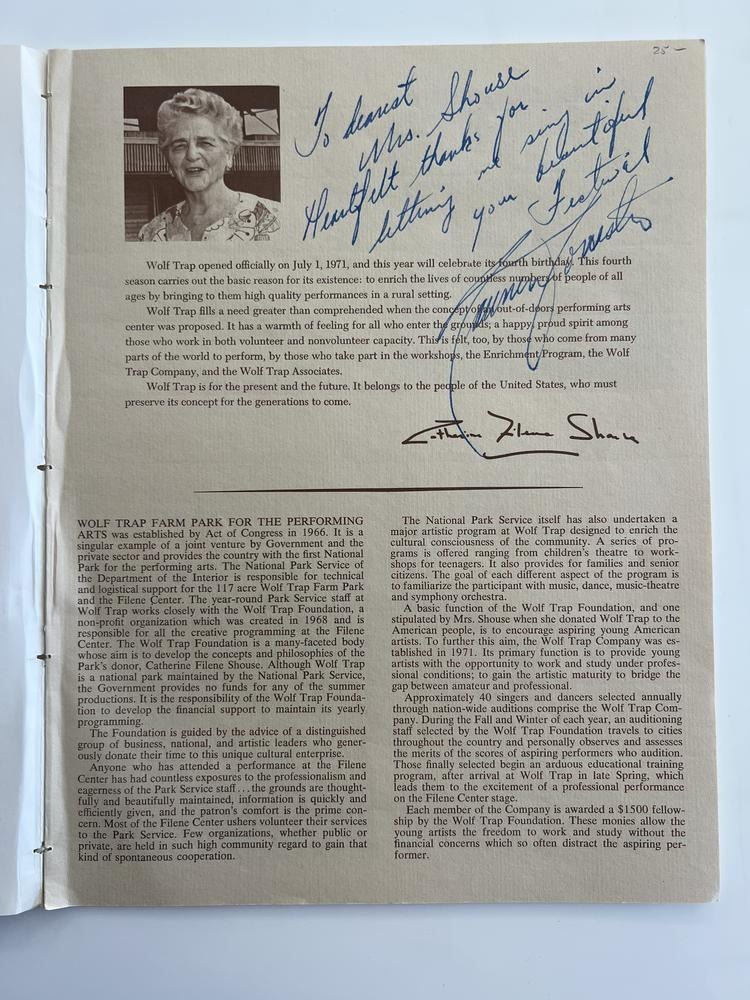 25 —
To dearest
Mrs. Shouse
Heartfelt thanks for
letting me sing in
your beautiful
Festival
Wolf Trap opened officially on July 1, 1971, and this year will celebrate its fourth birthday. This fourth
season carries out the basic reason for its existence: to enrich the lives of countless numbers of people of all
ages by bringing to them high quality performances in a rural setting.
Wolf Trap fills a need greater than comprehended when the concept of an out-of-doors performing arts
center was proposed. It has a warmth of feeling for all who enter the grounds; a happy, proud spirit among
those who work in both volunteer and nonvolunteer capacity. This is felt, too, by those who come from many
parts of the world to perform, by those who take part in the workshops, the Enrichment Program, the Wolf
Trap Company, and the Wolf Trap Associates.
Wolf Trap is for the present and the future. It belongs to the people of the United States, who must
preserve its concept for the generations to come.
Catherine Filene Shouse
WOLF TRAP FARM PARK FOR THE PERFORMING
ARTS was established by Act of Congress in 1966. It is a
singular example of a joint venture by Government and the
private sector and provides the country with the first National
Park for the performing arts. The National Park Service of
the Department of the Interior is responsible for technical
and logistical support for the 117 acre Wolf Trap Farm Park
and the Filene Center. The year-round Park Service staff at
Wolf Trap works closely with the Wolf Trap Foundation, a
non-profit organization which was created in 1968 and is
responsible for all the creative programming at the Filene
Center. The Wolf Trap Foundation is a many-faceted body
whose aim is to develop the concepts and philosophies of the
Park's donor, Catherine Filene Shouse. Although Wolf Trap
is a national park maintained by the National Park Service,
the Government provides no funds for any of the summer
productions. It is the responsibility of the Wolf Trap Founda-
tion to develop the financial support to maintain its yearly
programming.
The Foundation is guided by the advice of a distinguished
group of business, national, and artistic leaders who gener-
ously donate their time to this unique cultural enterprise.
Anyone who has attended a performance at the Filene
Center has had countless exposures to the professionalism and
eagerness of the Park Service staff . . . the grounds are thought-
fully and beautifully maintained, information is quickly and
efficiently given, and the patron's comfort is the prime con-
cern. Most of the Filene Center ushers volunteer their services
to the Park Service. Few organizations, whether public or
private, are held in such high community regard to gain that
kind of spontaneous cooperation.
The National Park Service itself has also undertaken a
major artistic program at Wolf Trap designed to enrich the
cultural consciousness of the community. A series of pro-
grams is offered ranging from children's theatre to work-
shops for teenagers. It also provides for families and senior
citizens. The goal of each different aspect of the program is
to familiarize the participant with music, dance, music-theatre
and symphony orchestra.
A basic function of the Wolf Trap Foundation, and one
stipulated by Mrs. Shouse when she donated Wolf Trap to the
American people, is to encourage aspiring young American
artists. To further this aim, the Wolf Trap Company was es-
tablished in 1971. Its primary function is to provide young
artists with the opportunity to work and study under profes-
sional conditions; to gain the artistic maturity to bridge the
gap between amateur and professional.
Approximately 40 singers and dancers selected annually
through nation-wide auditions comprise the Wolf Trap Com-
pany. During the Fall and Winter of each year, an auditioning
staff selected by the Wolf Trap Foundation travels to cities
throughout the country and personally observes and assesses
the merits of the scores of aspiring performers who audition.
Those finally selected begin an arduous educational training
program, after arrival at Wolf Trap in late Spring, which
leads them to the excitement of a professional performance
on the Filene Center stage.
Each member of the Company is awarded a $1500 fellow-
ship by the Wolf Trap Foundation. These monies allow the
young artists the freedom to work and study without the
financial concerns which so often distract the aspiring per-
former.